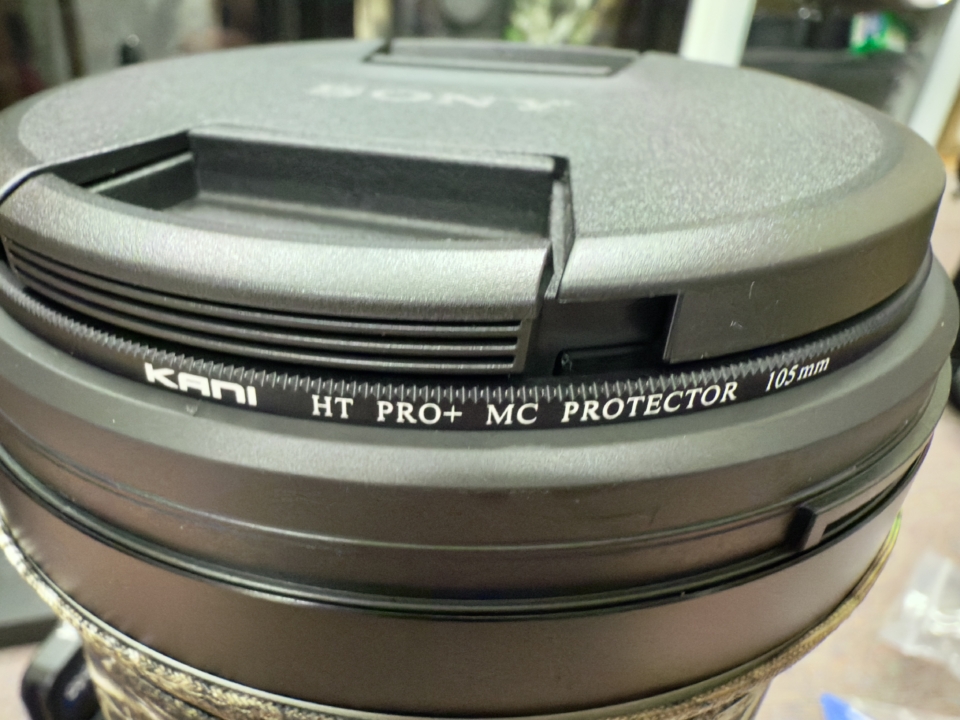 SONY
KANI HT PRO+ MC PROTECTOR 105mm